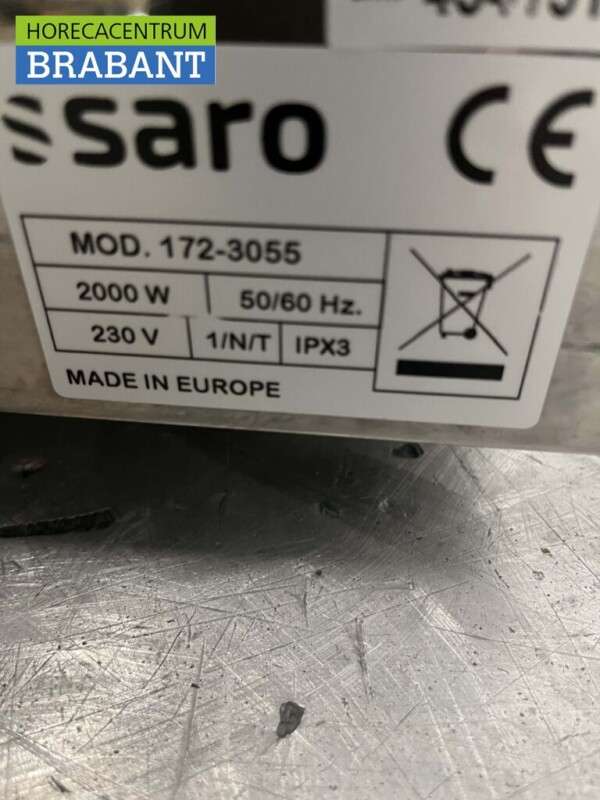 HORECACENTRUM
BRABANT
saro CE
MOD. 172-3055
2000 W 50/60 Hz.
230 V 1/N/T IPX3
MADE IN EUROPE